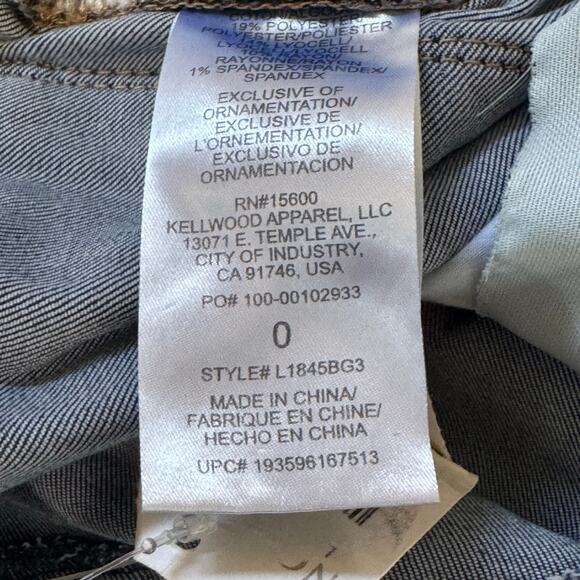 19% POLYESTER/
POLYESTER/POLIESTER
LYOCELL/LYOCELL
RAYONNE/RAYON
1% SPANDEX/SPANDEX/
SPANDEX
EXCLUSIVE OF
ORNAMENTATION/
EXCLUSIVE DE
L'ORNEMENTATION/
EXCLUSIVO DE
ORNAMENTACION
RN#15600
KELLWOOD APPAREL, LLC
13071 E. TEMPLE AVE.,
CITY OF INDUSTRY,
CA 91746, USA
PO# 100-00102933
0
STYLE# L1845BG3
MADE IN CHINA/
FABRIQUE EN CHINE/
HECHO EN CHINA
UPC# 193596167513